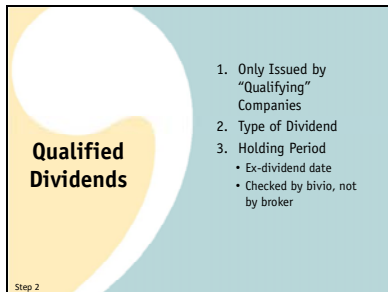 Qualified
Dividends
1. Only Issued by
“Qualifying”
Companies
2. Type of Dividend
3. Holding Period
• Ex-dividend date
• Checked by bivio, not
by broker
Step 2